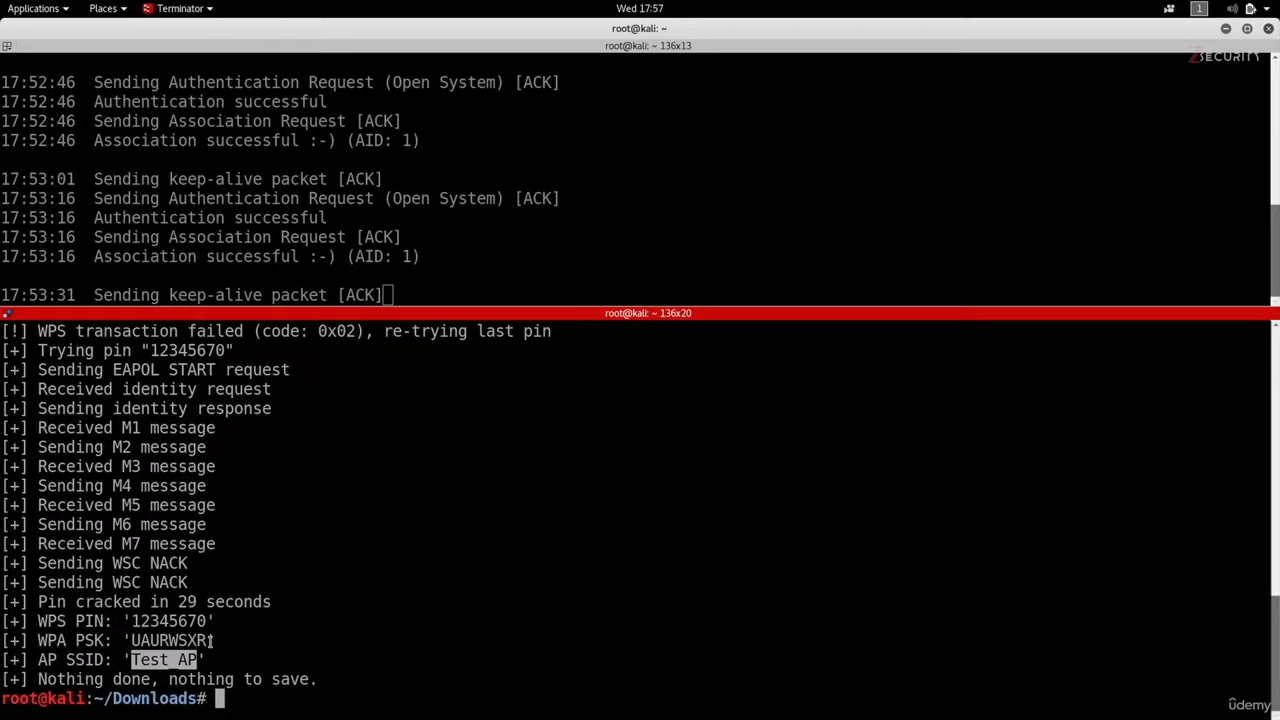 Applications Places Terminator Wed 17:57 1
root@kali: ~
root@kali: ~ 136x13
ZSECURITY
17:52:46  Sending Authentication Request (Open System) [ACK]
17:52:46  Authentication successful
17:52:46  Sending Association Request [ACK]
17:52:46  Association successful :-) (AID: 1)
17:53:01  Sending keep-alive packet [ACK]
17:53:16  Sending Authentication Request (Open System) [ACK]
17:53:16  Authentication successful
17:53:16  Sending Association Request [ACK]
17:53:16  Association successful :-) (AID: 1)
17:53:31  Sending keep-alive packet [ACK]
root@kali: ~ 136x20
[!] WPS transaction failed (code: 0x02), re-trying last pin
[+] Trying pin "12345670"
[+] Sending EAPOL START request
[+] Received identity request
[+] Sending identity response
[+] Received M1 message
[+] Sending M2 message
[+] Received M3 message
[+] Sending M4 message
[+] Received M5 message
[+] Sending M6 message
[+] Received M7 message
[+] Sending WSC NACK
[+] Sending WSC NACK
[+] Pin cracked in 29 seconds
[+] WPS PIN: '12345670'
[+] WPA PSK: 'UAURWSXR'
[+] AP SSID: 'Test_AP'
[+] Nothing done, nothing to save.
root@kali:~/Downloads#
ûdemy